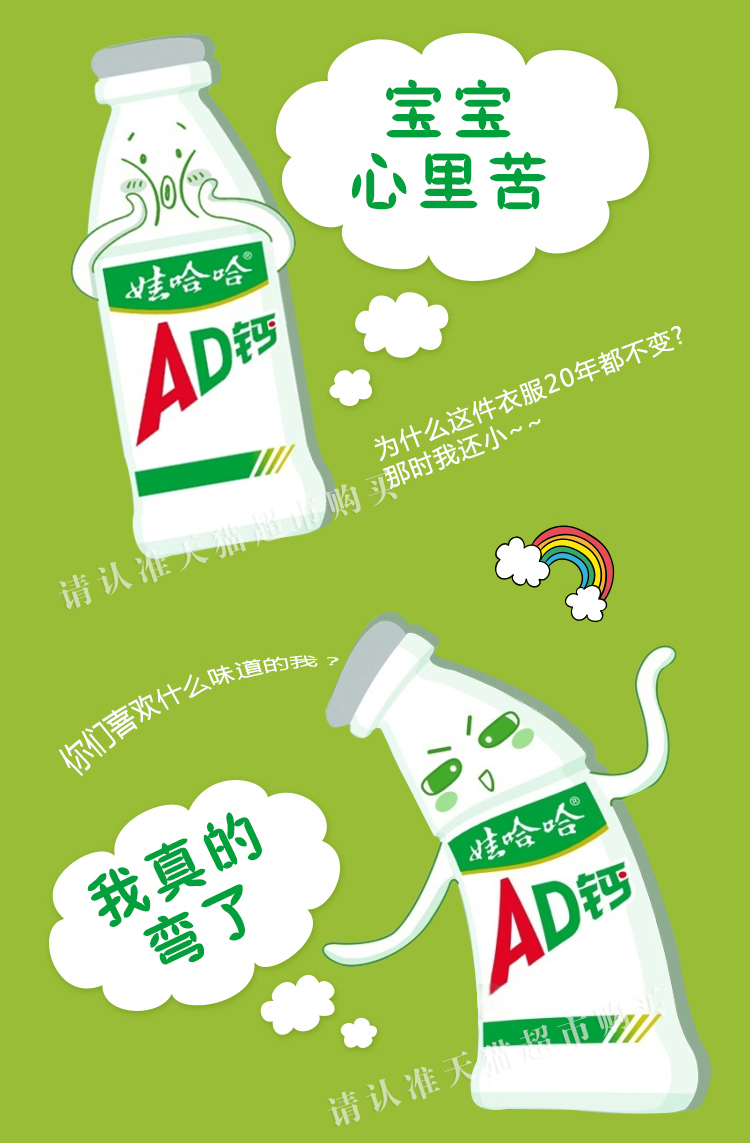 宝宝
心里苦
娃哈哈®
AD钙
为什么这件衣服20年都不变?
那时我还小~~
请认准天猫超市购买
你们喜欢什么味道的我?
我真的
弯了
娃哈哈®
AD钙
请认准天猫超市购买